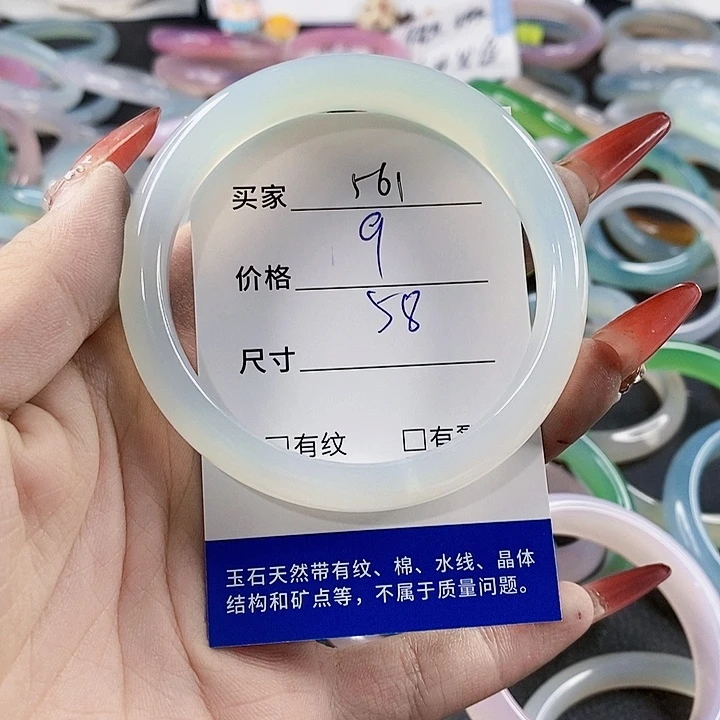 买家 561
价格 9
尺寸 58
□有纹 □有
玉石天然带有纹、棉、水线、晶体
结构和矿点等，不属于质量问题。